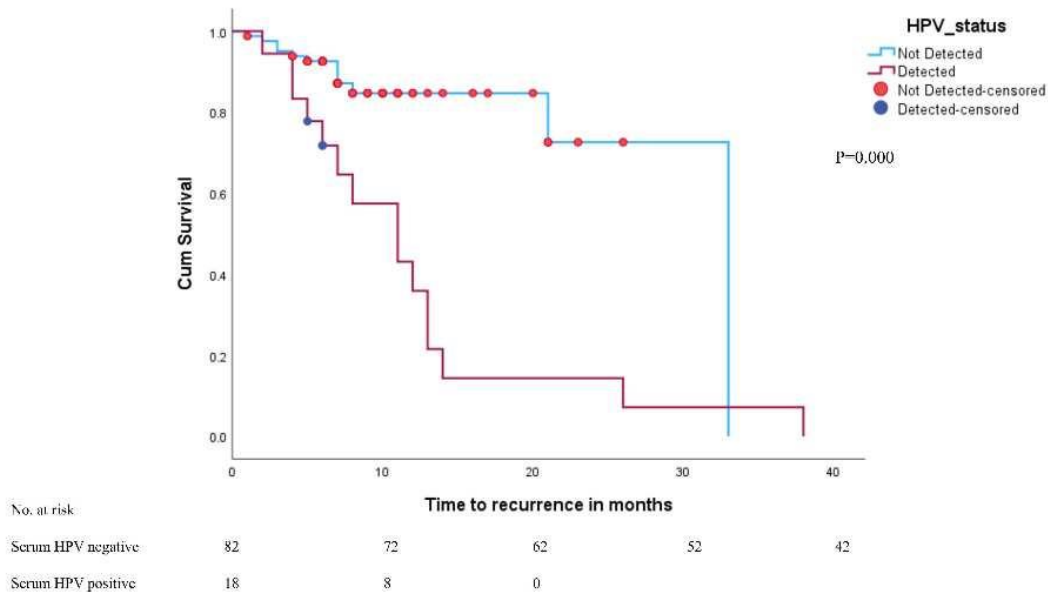 HPV_status
Not Detected
Detected
Not Detected-censored
Detected-censored
P=0.000
Cum Survival
1.0
0.8
0.6
0.4
0.2
0.0
0 10 20 30 40
Time to recurrence in months
No. at risk
Serum HPV negative 82 72 62 52 42
Serum HPV positive 18 8 0